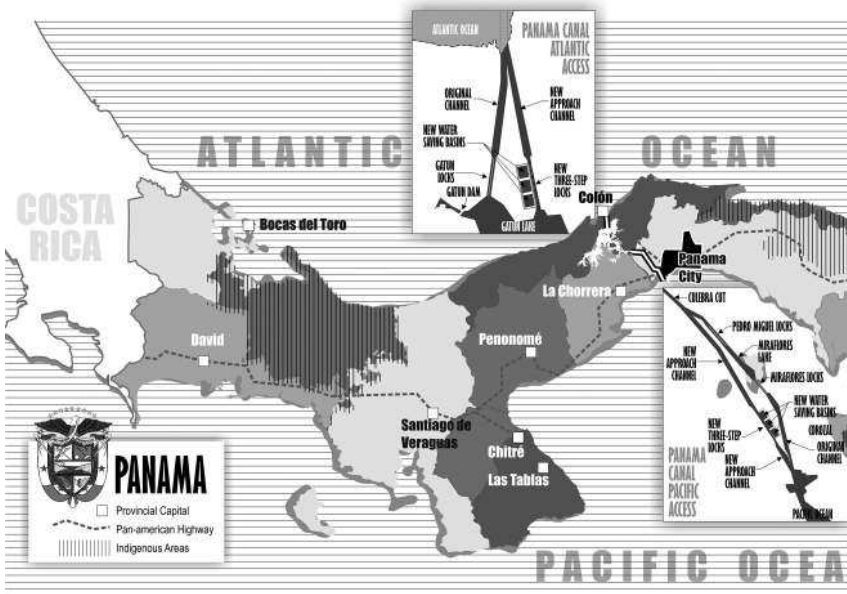 ATLANTIC OCEAN
PANAMA CANAL
ATLANTIC
ACCESS
ORIGINAL
CHANNEL
NEW
APPROACH
CHANNEL
NEW WATER
SAVING BASINS
GATUN
LOCKS
GATUN DAM
NEW
THREE-STEP
LOCKS
GATUN LAKE
ATLANTIC OCEAN
COSTA
RICA
Bocas del Toro
Colón
Panama
City
La Chorrera
David
Penonomé
Santiago de
Veraguas
Chitré
Las Tablas
CULEBRA CUT
PEDRO MIGUEL LOCKS
MIRAFLORES
LAKE
NEW
APPROACH
CHANNEL
MIRAFLORES LOCKS
NEW WATER
SAVING BASINS
NEW
THREE-STEP
LOCKS
COROZAL
ORIGINAL
CHANNEL
NEW
APPROACH
CHANNEL
PANAMA
CANAL
PACIFIC
ACCESS
PACIFIC OCEAN
PANAMA
Provincial Capital
Pan-american Highway
Indigenous Areas
PACIFIC OCEA